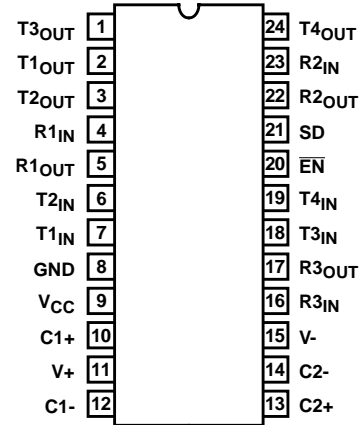 T3OUT 1 24 T4OUT
T1OUT 2 23 R2IN
T2OUT 3 22 R2OUT
R1IN 4 21 SD
R1OUT 5 20 E̅N̅
T2IN 6 19 T4IN
T1IN 7 18 T3IN
GND 8 17 R3OUT
VCC 9 16 R3IN
C1+ 10 15 V-
V+ 11 14 C2-
C1- 12 13 C2+